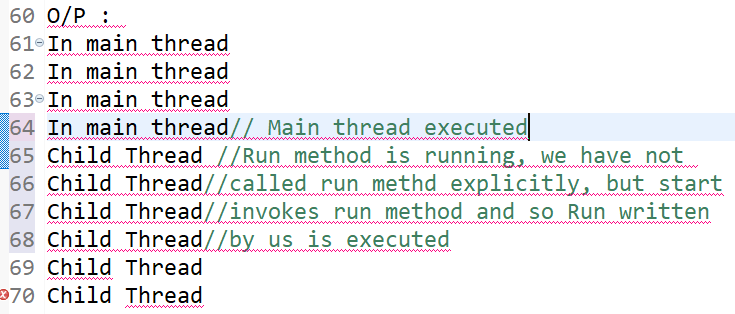 60 O/P :
61 In main thread
62 In main thread
63 In main thread
64 In main thread// Main thread executed
65 Child Thread //Run method is running, we have not
66 Child Thread//called run methd explicitly, but start
67 Child Thread//invokes run method and so Run written
68 Child Thread//by us is executed
69 Child Thread
70 Child Thread